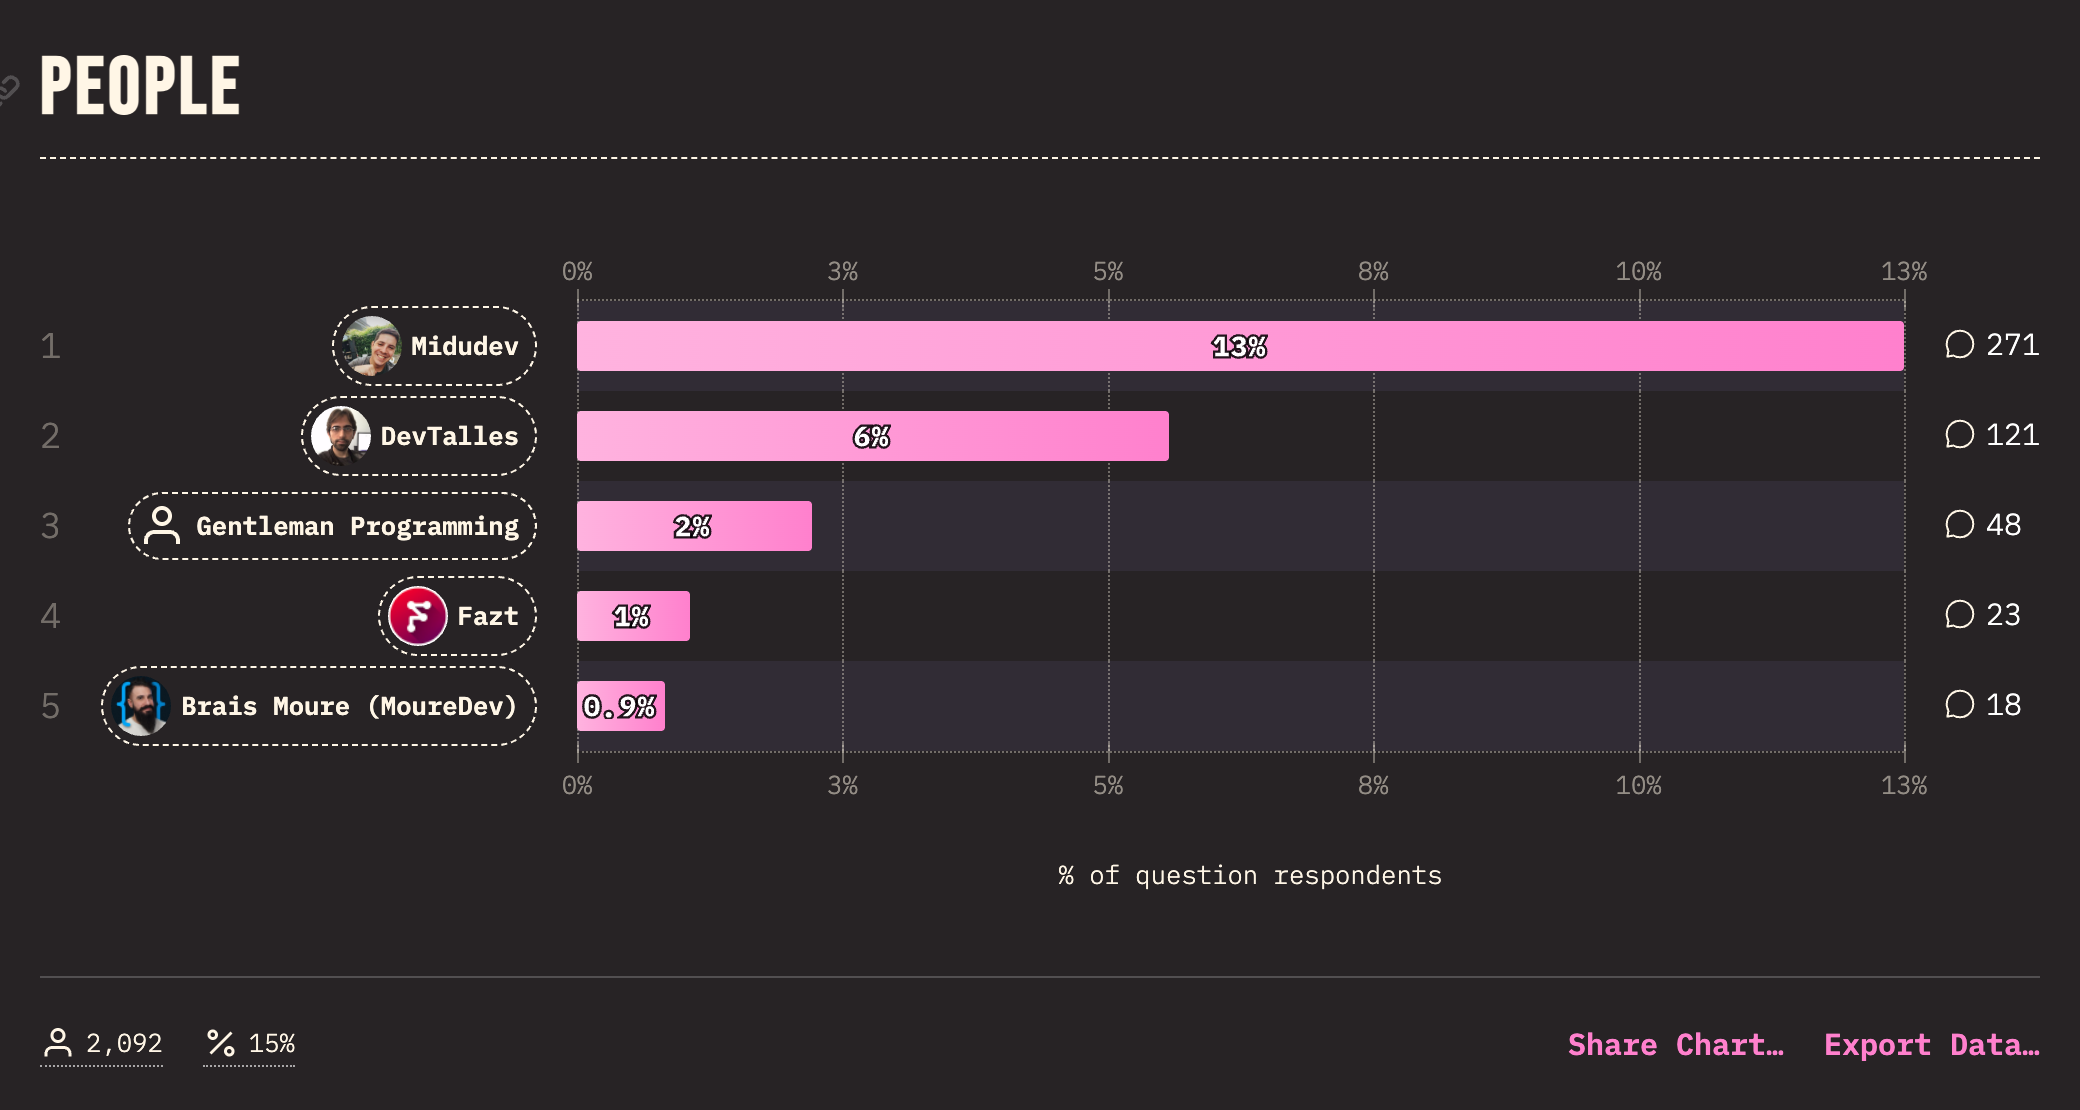 PEOPLE
0% 3% 5% 8% 10% 13%
1 Midudev 13% 271
2 DevTalles 6% 121
3 Gentleman Programming 2% 48
4 Fazt 1% 23
5 Brais Moure (MoureDev) 0.9% 18
0% 3% 5% 8% 10% 13%
% of question respondents
2,092 % 15% Share Chart… Export Data…